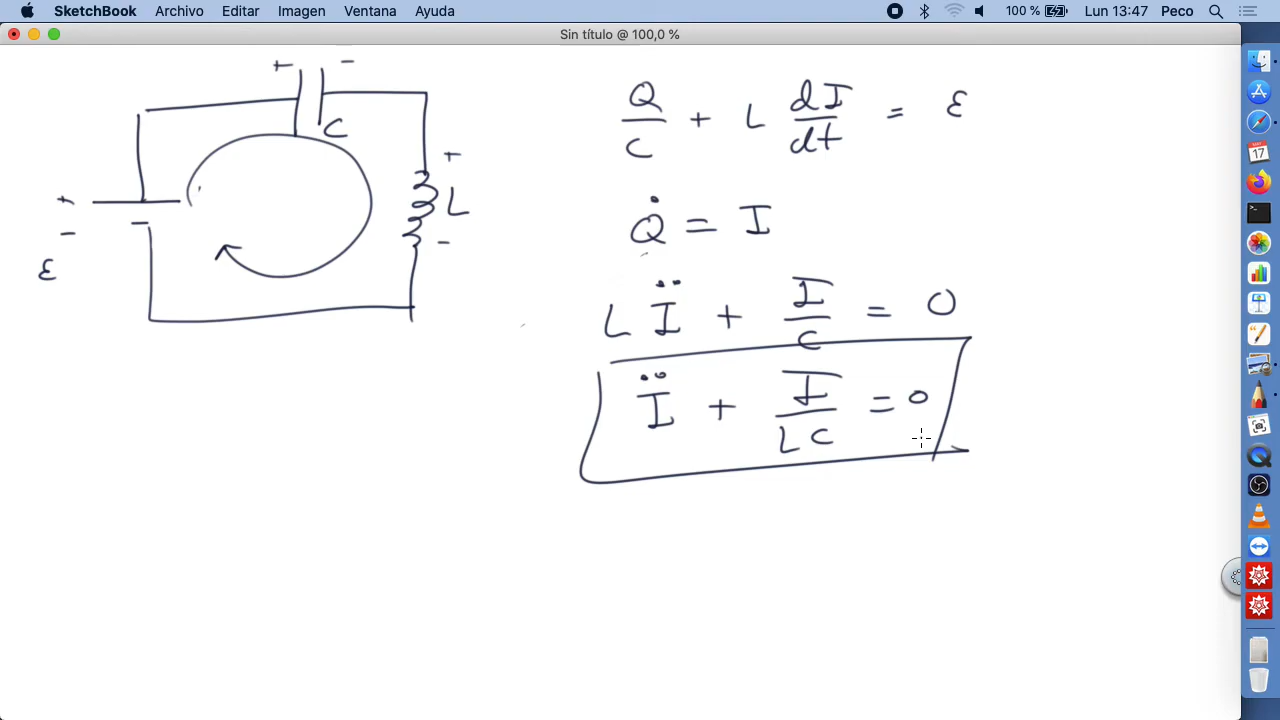 SketchBook Archivo Editar Imagen Ventana Ayuda 100 % Lun 13:47 Peco
Sin título @ 100,0 %
+ -
C
+
L
-
+
-
-
ε
Q/C + L dI/dt = ε
Q̇ = I
L Ï + I/C = 0
Ï + I/LC = 0
17